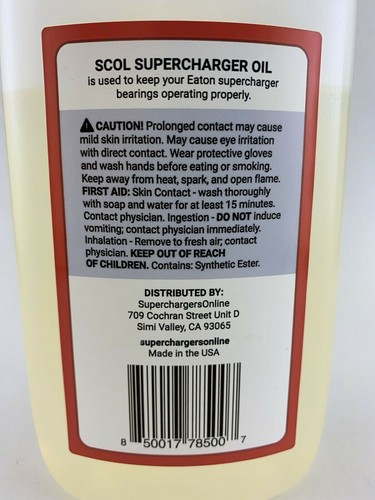 SCOL SUPERCHARGER OIL
is used to keep your Eaton supercharger
bearings operating properly.
CAUTION! Prolonged contact may cause
mild skin irritation. May cause eye irritation
with direct contact. Wear protective gloves
and wash hands before eating or smoking.
Keep away from heat, spark, and open flame.
FIRST AID: Skin Contact - wash thoroughly
with soap and water for at least 15 minutes.
Contact physician. Ingestion - DO NOT induce
vomiting; contact physician immediately.
Inhalation - Remove to fresh air; contact
physician. KEEP OUT OF REACH
OF CHILDREN. Contains: Synthetic Ester.
DISTRIBUTED BY:
SuperchargersOnline
709 Cochran Street Unit D
Simi Valley, CA 93065
superchargersonline
Made in the USA
8 50017 78500 7